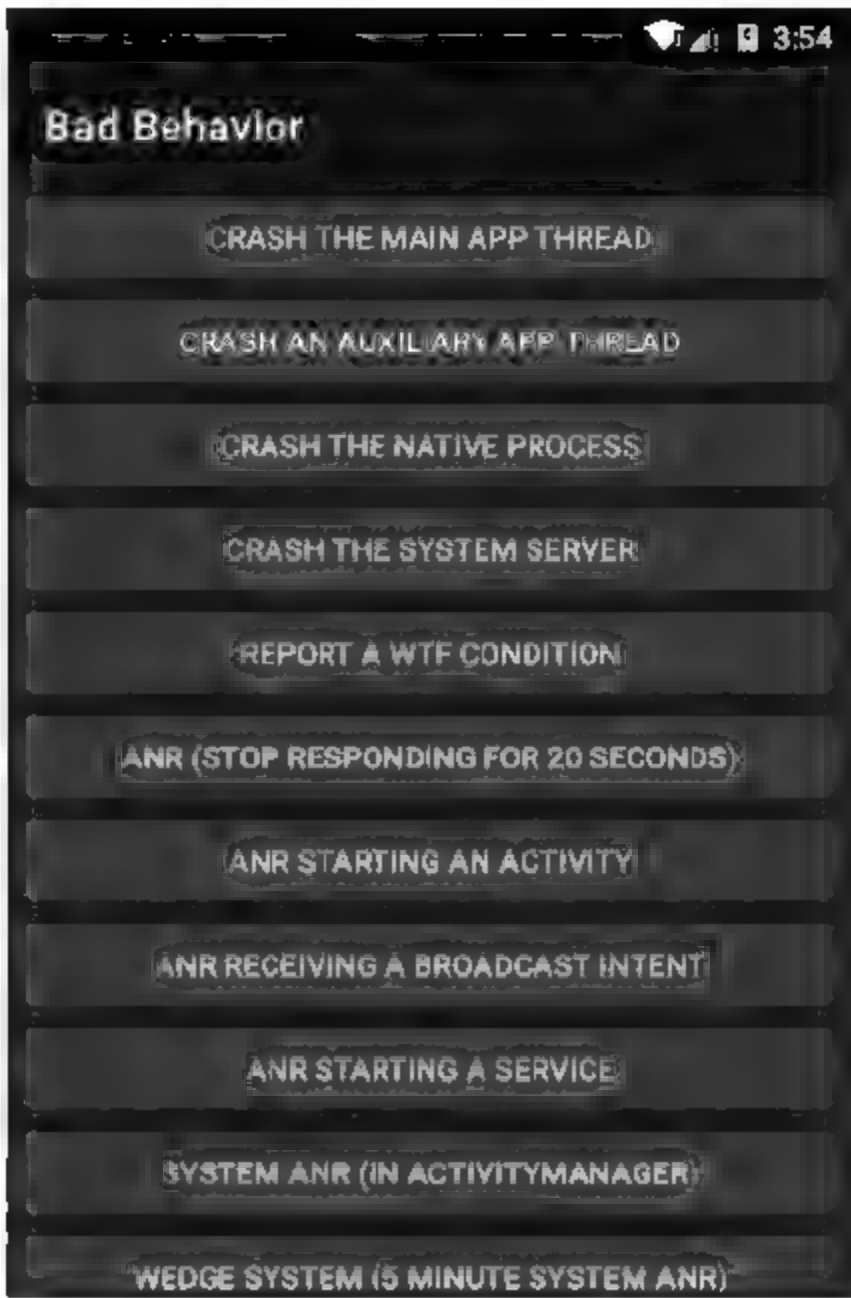 3:54
Bad Behavior
CRASH THE MAIN APP THREAD
CRASH AN AUXILIARY APP THREAD
CRASH THE NATIVE PROCESS
CRASH THE SYSTEM SERVER
REPORT A WTF CONDITION
ANR (STOP RESPONDING FOR 20 SECONDS)
ANR STARTING AN ACTIVITY
ANR RECEIVING A BROADCAST INTENT
ANR STARTING A SERVICE
SYSTEM ANR (IN ACTIVITYMANAGER)
WEDGE SYSTEM (5 MINUTE SYSTEM ANR)